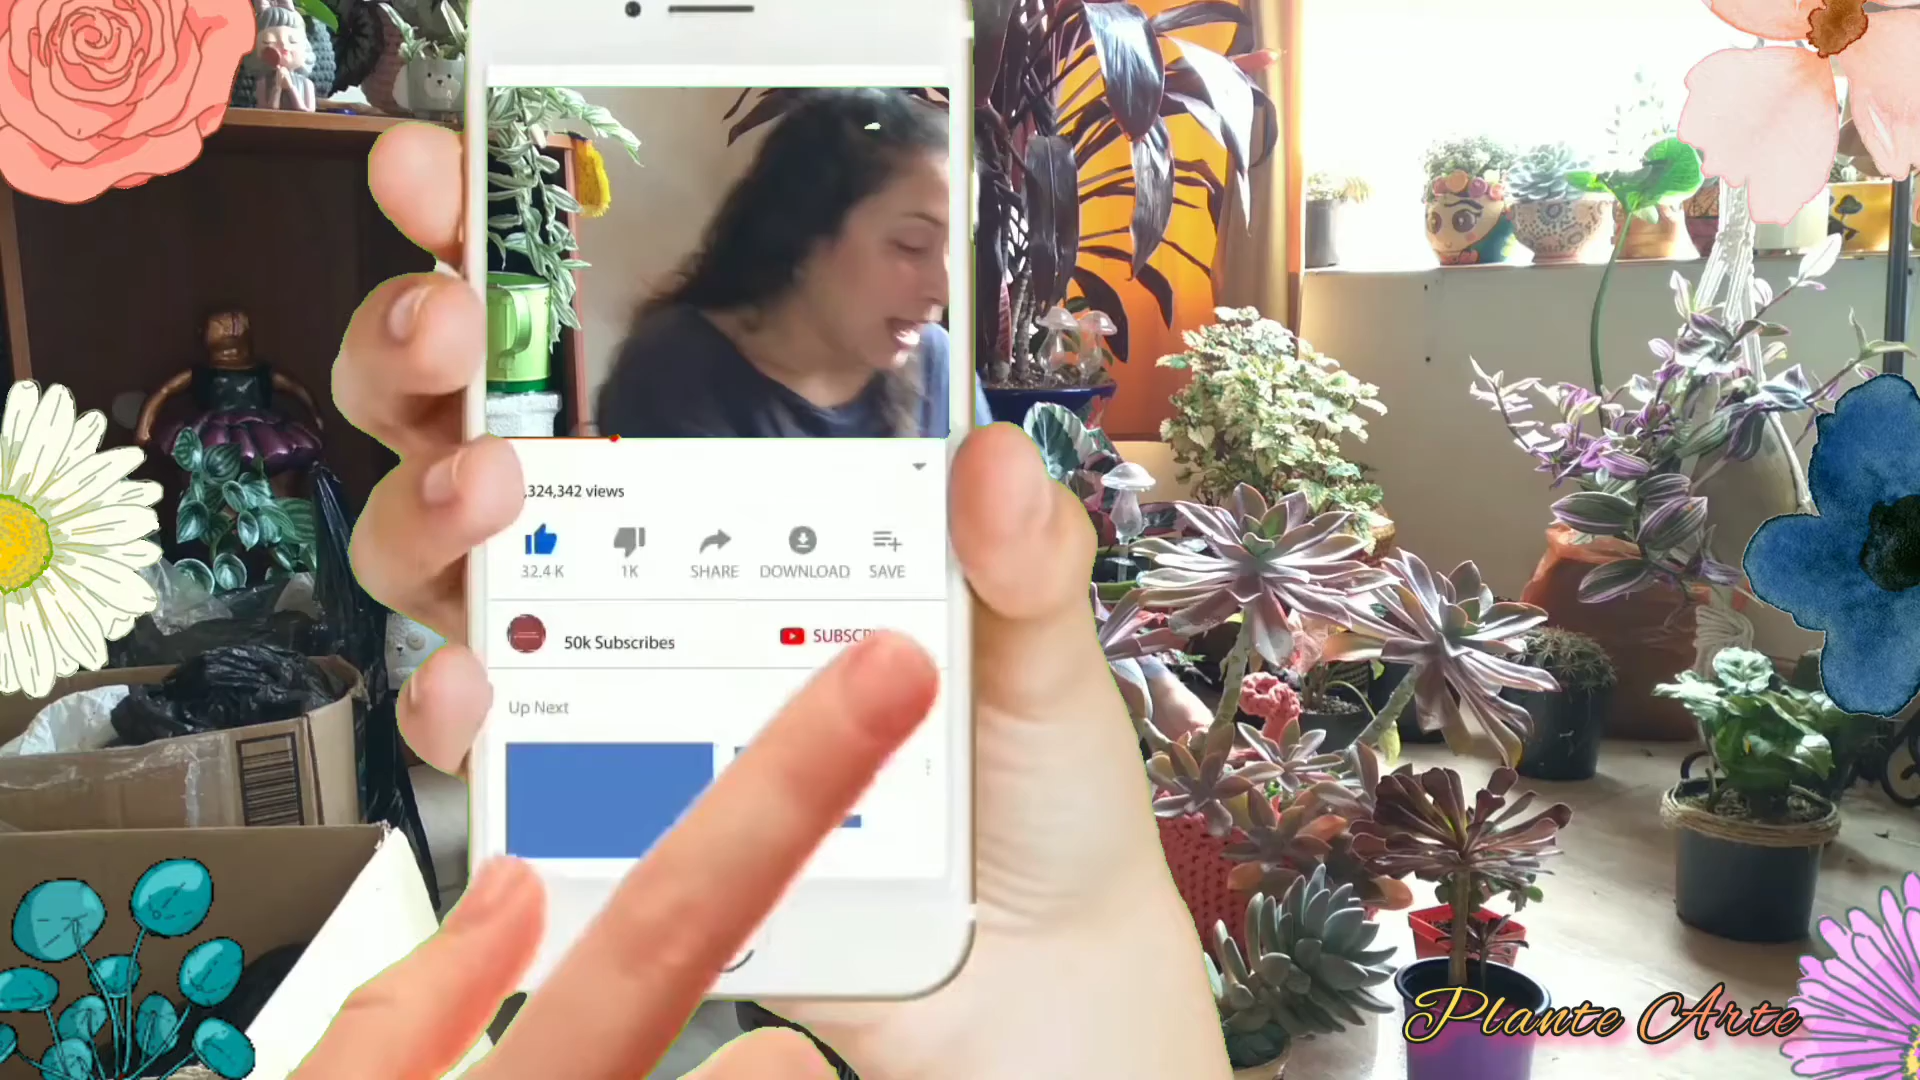 ,324,342 views
32.4 K
1K
SHARE
DOWNLOAD
SAVE
50k Subscribes
Up Next
Plante Arte